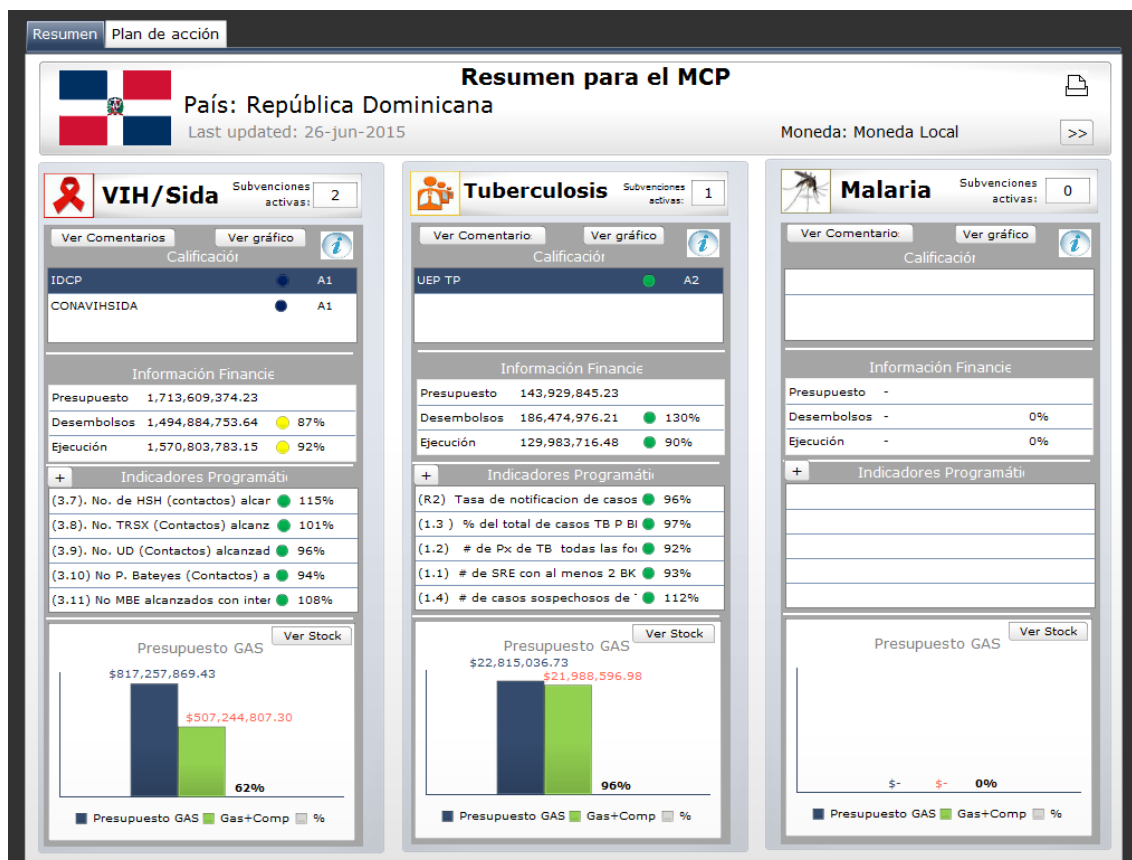 Resumen Plan de acción
Resumen para el MCP
País: República Dominicana
Last updated: 26-jun-2015
Moneda: Moneda Local
>>
VIH/Sida
Subvenciones activas: 2
Ver Comentarios Ver gráfico
i
Calificación
IDCP A1
CONAVIHSIDA A1
Información Financie
Presupuesto 1,713,609,374.23
Desembolsos 1,494,884,753.64 87%
Ejecución 1,570,803,783.15 92%
+ Indicadores Programáti
(3.7). No. de HSH (contactos) alcar 115%
(3.8). No. TRSX (Contactos) alcanz 101%
(3.9). No. UD (Contactos) alcanzad 96%
(3.10) No P. Bateyes (Contactos) a 94%
(3.11) No MBE alcanzados con inter 108%
Ver Stock
Presupuesto GAS
$817,257,869.43
$507,244,807.30
62%
Presupuesto GAS Gas+Comp %
Tuberculosis
Subvenciones activas: 1
Ver Comentario Ver gráfico
i
Calificación
UEP TP A2
Información Financie
Presupuesto 143,929,845.23
Desembolsos 186,474,976.21 130%
Ejecución 129,983,716.48 90%
+ Indicadores Programáti
(R2) Tasa de notificacion de casos 96%
(1.3 ) % del total de casos TB P BI 97%
(1.2) # de Px de TB todas las for 92%
(1.1) # de SRE con al menos 2 BK 93%
(1.4) # de casos sospechosos de 112%
Ver Stock
Presupuesto GAS
$22,815,036.73
$21,988,596.98
96%
Presupuesto GAS Gas+Comp %
Malaria
Subvenciones activas: 0
Ver Comentario Ver gráfico
i
Calificación
Información Financie
Presupuesto -
Desembolsos - 0%
Ejecución - 0%
+ Indicadores Programáti
Ver Stock
Presupuesto GAS
$- $- 0%
Presupuesto GAS Gas+Comp %